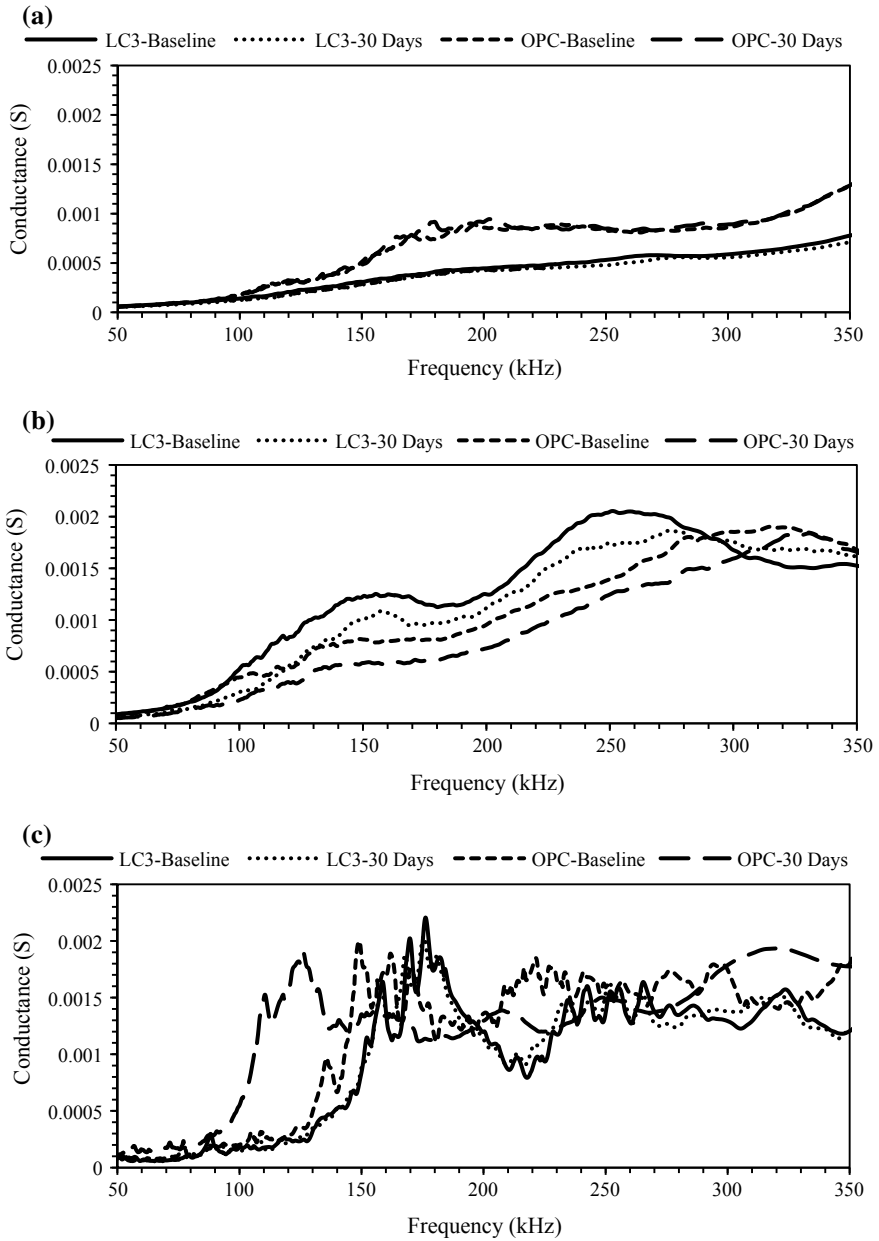 (a)
LC3-Baseline LC3-30 Days OPC-Baseline OPC-30 Days
0.0025
0.002
0.0015
0.001
0.0005
0
Conductance (S)
50 100 150 200 250 300 350
Frequency (kHz)
(b)
LC3-Baseline LC3-30 Days OPC-Baseline OPC-30 Days
0.0025
0.002
0.0015
0.001
0.0005
0
Conductance (S)
50 100 150 200 250 300 350
Frequency (kHz)
(c)
LC3-Baseline LC3-30 Days OPC-Baseline OPC-30 Days
0.0025
0.002
0.0015
0.001
0.0005
0
Conductance (S)
50 100 150 200 250 300 350
Frequency (kHz)